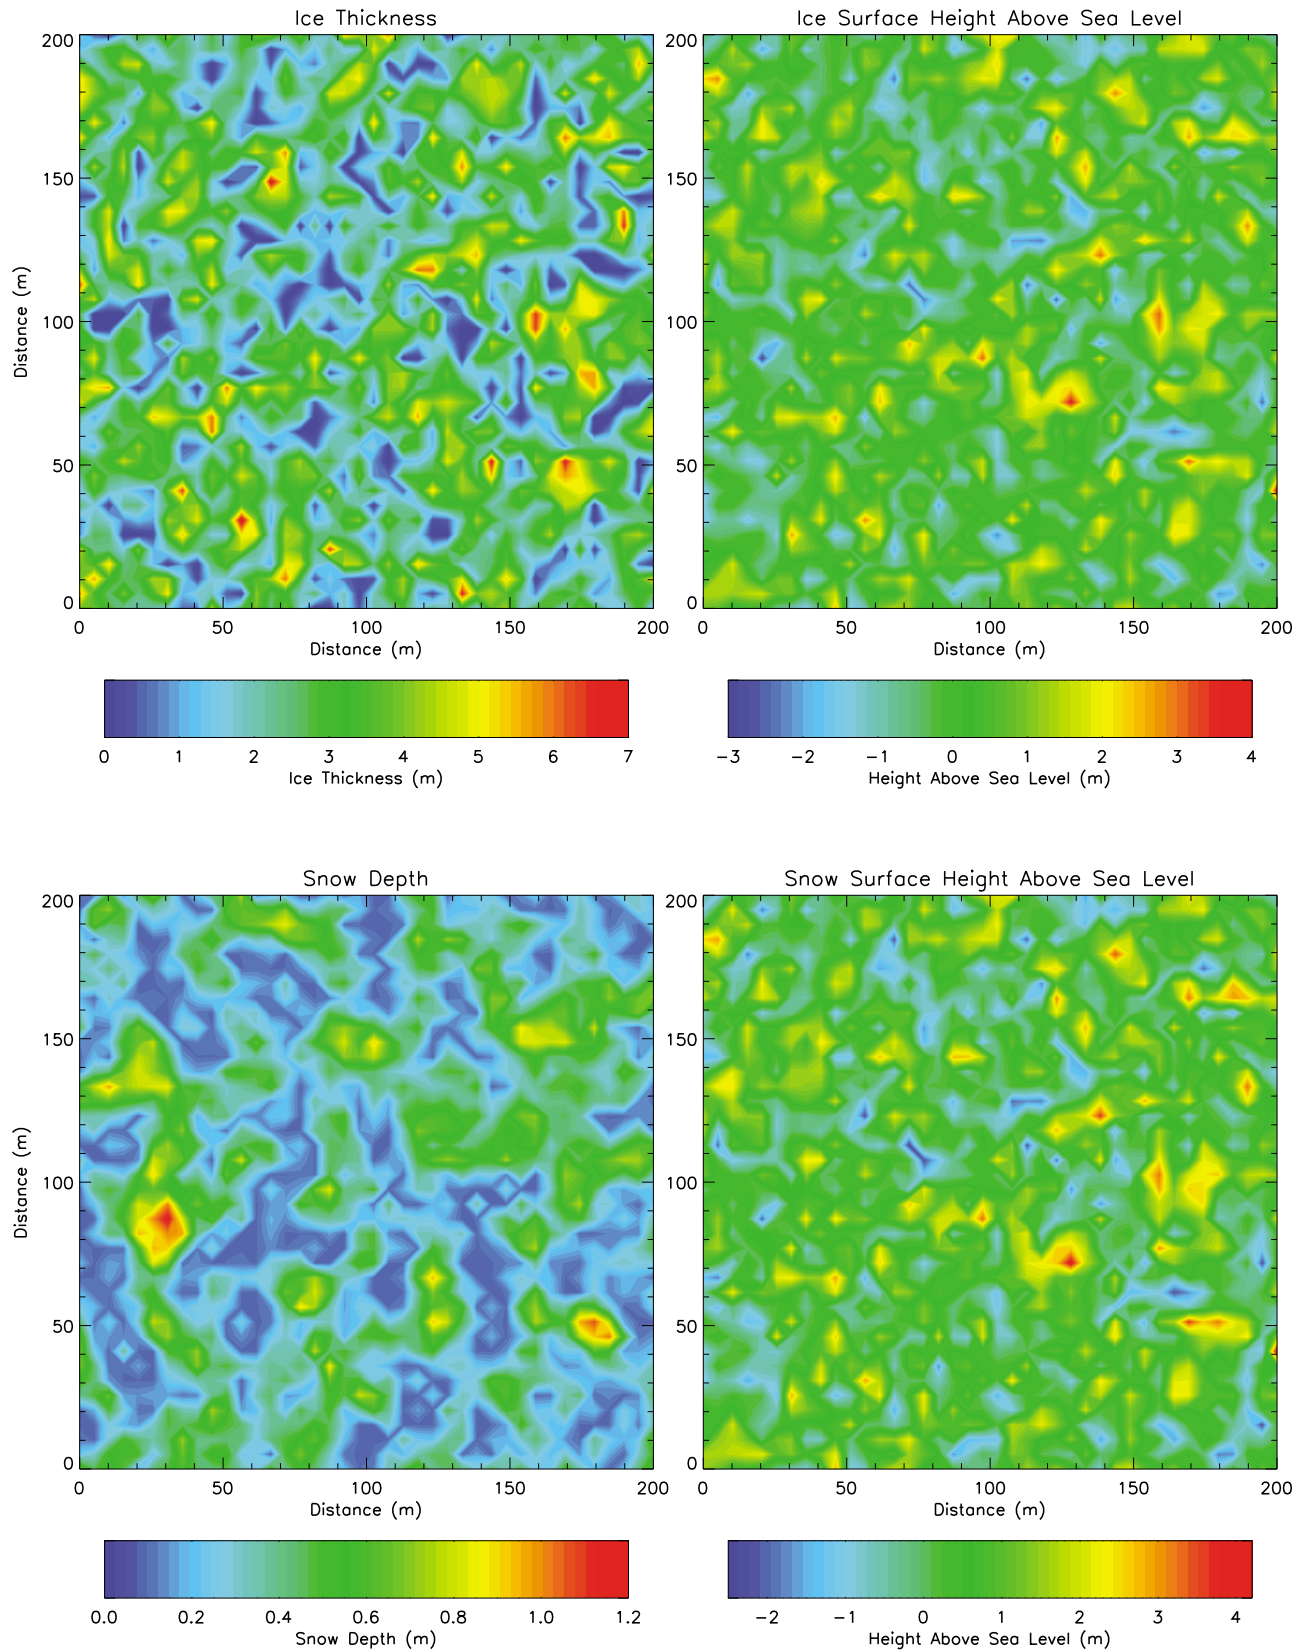 Ice Thickness
Ice Surface Height Above Sea Level
200
150
100
50
0
Distance (m)
0 50 100 150 200
Distance (m)
200
150
100
50
0
0 50 100 150 200
Distance (m)
0 1 2 3 4 5 6 7
Ice Thickness (m)
−3 −2 −1 0 1 2 3 4
Height Above Sea Level (m)
Snow Depth
Snow Surface Height Above Sea Level
200
150
100
50
0
Distance (m)
0 50 100 150 200
Distance (m)
200
150
100
50
0
0 50 100 150 200
Distance (m)
0.0 0.2 0.4 0.6 0.8 1.0 1.2
Snow Depth (m)
−2 −1 0 1 2 3 4
Height Above Sea Level (m)